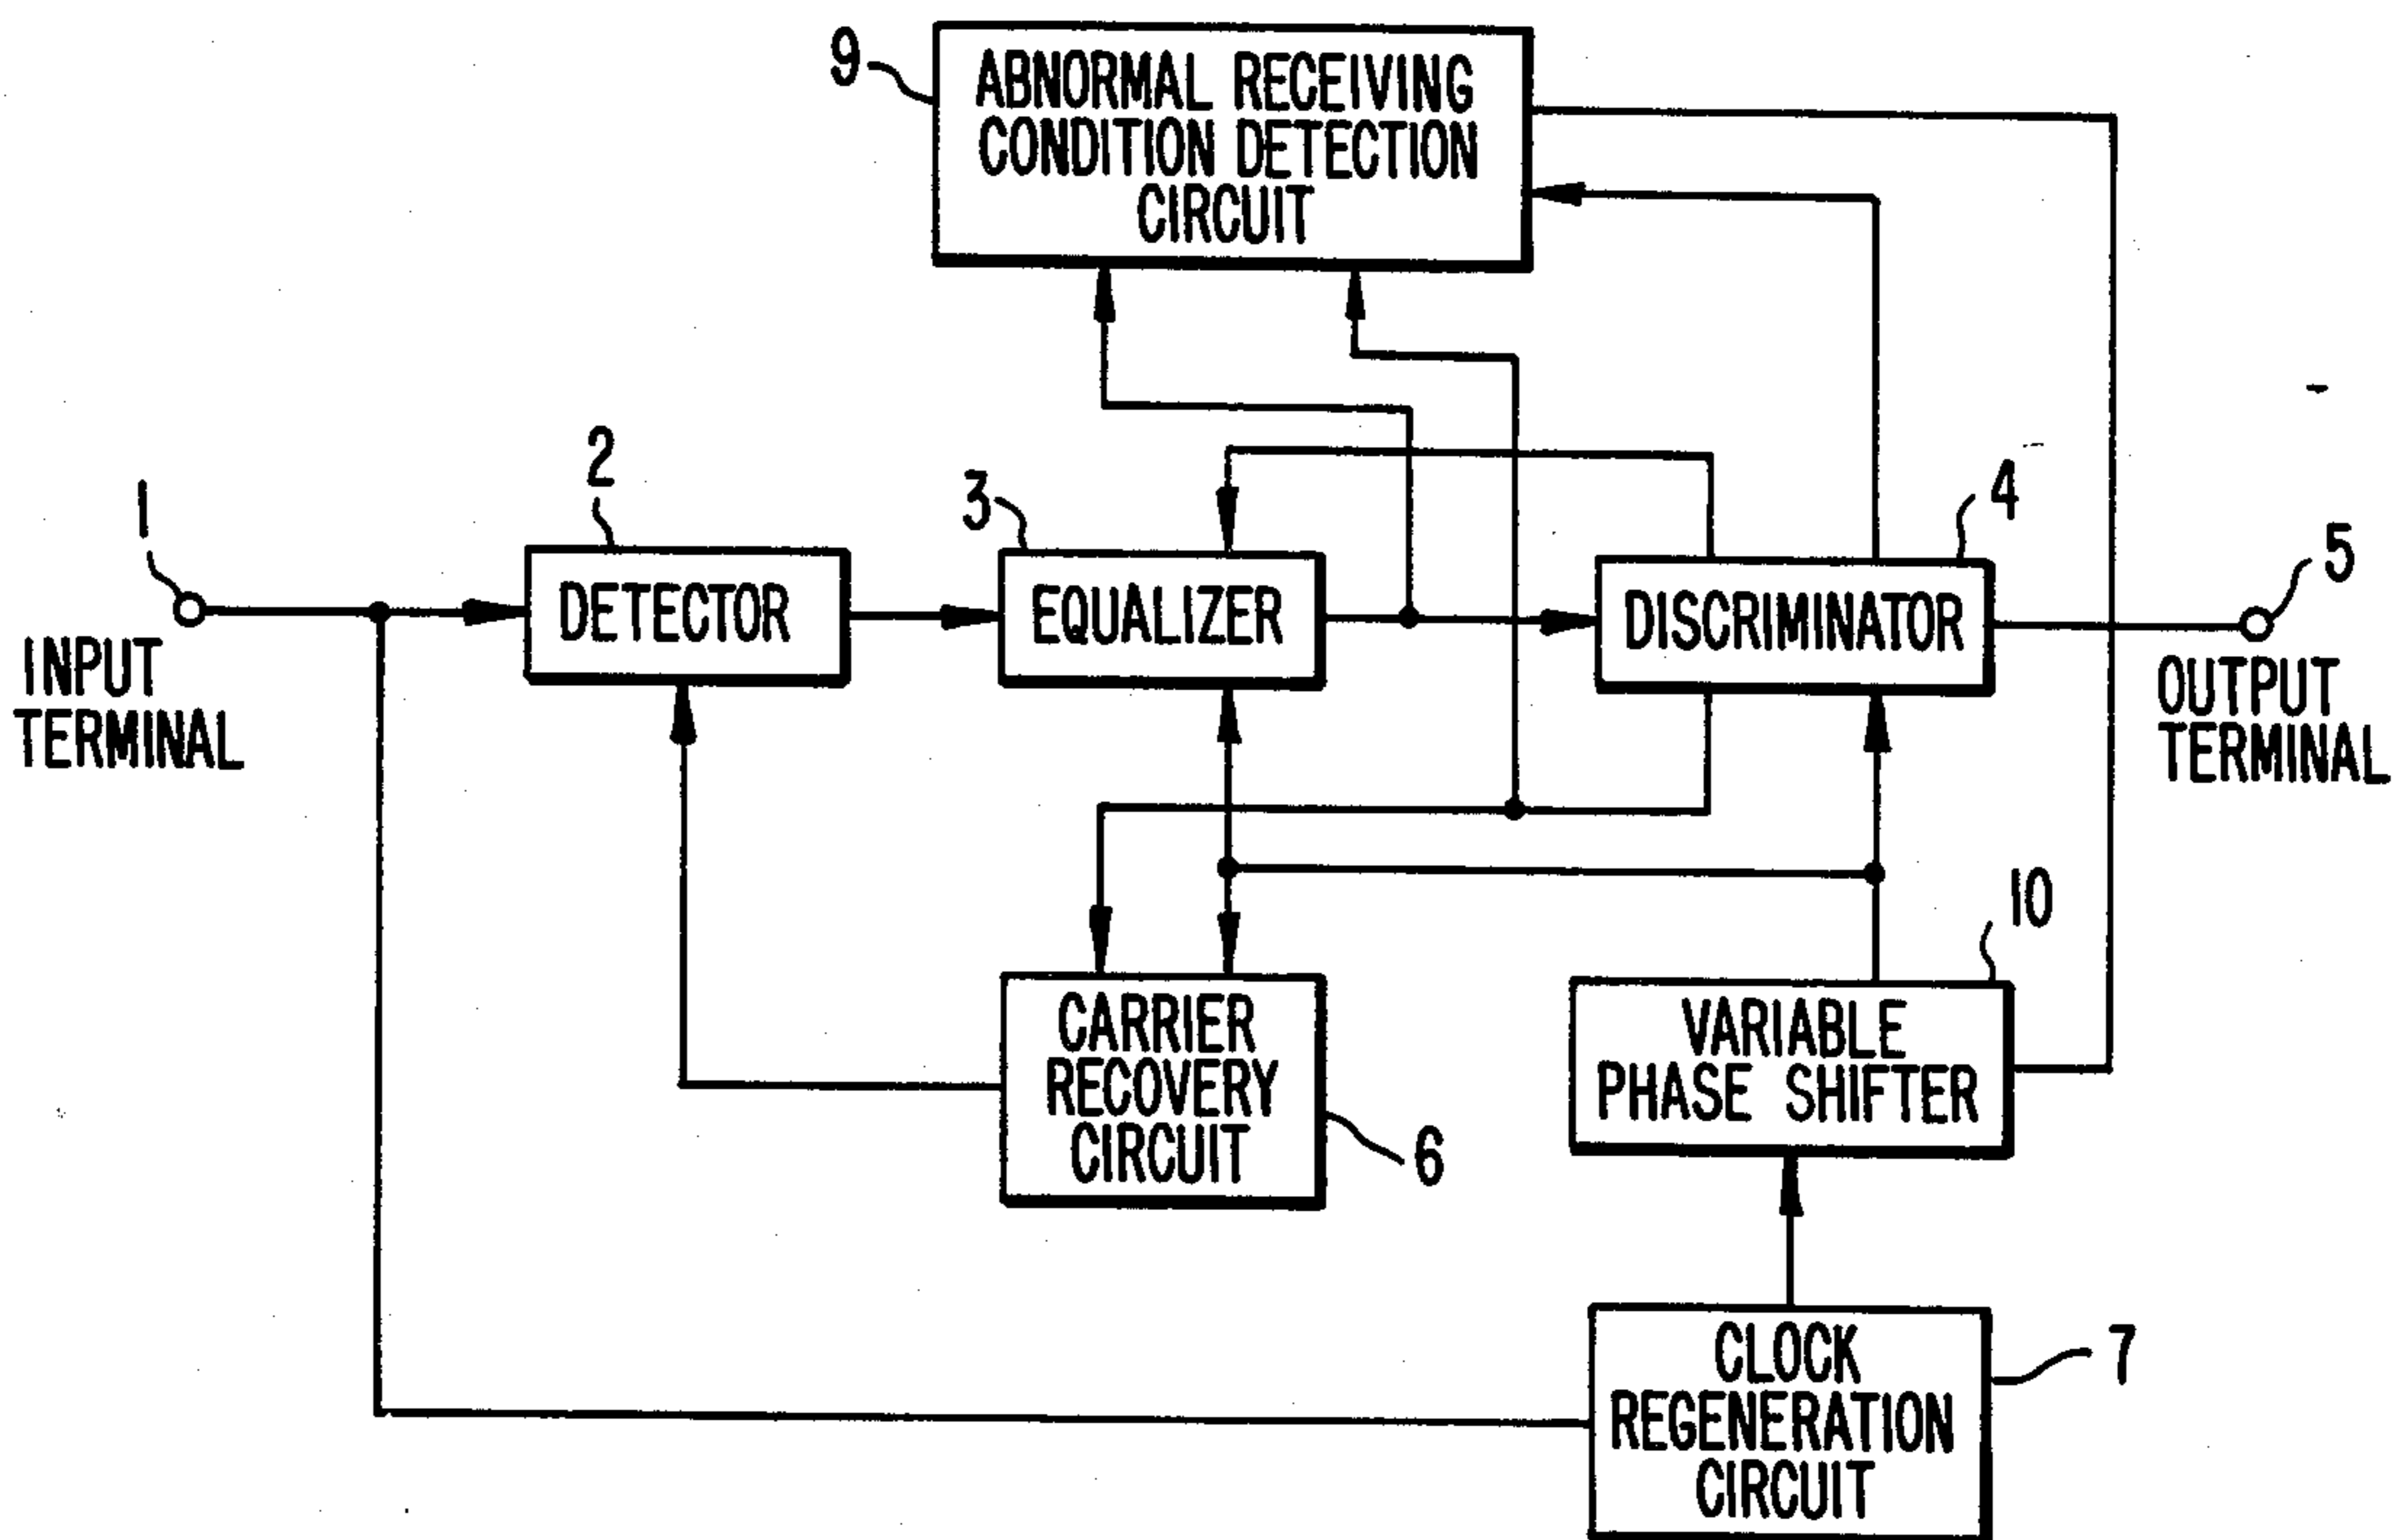 9
ABNORMAL RECEIVING
CONDITION DETECTION
CIRCUIT
1
INPUT
TERMINAL
2
DETECTOR
3
EQUALIZER
4
DISCRIMINATOR
5
OUTPUT
TERMINAL
CARRIER
RECOVERY
CIRCUIT
6
10
VARIABLE
PHASE SHIFTER
CLOCK
REGENERATION
CIRCUIT
7